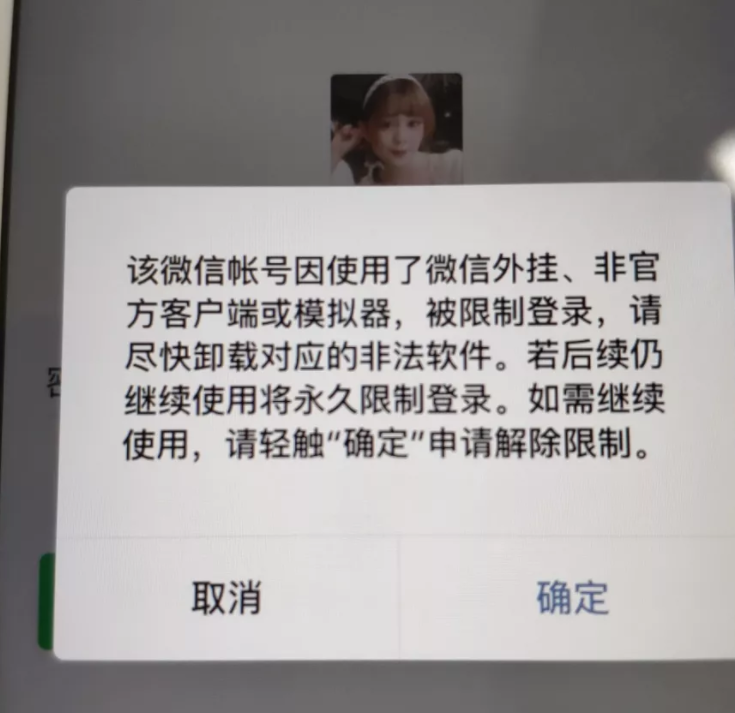 该微信帐号因使用了微信外挂、非官
方客户端或模拟器，被限制登录，请
尽快卸载对应的非法软件。若后续仍
继续使用将永久限制登录。如需继续
使用，请轻触“确定”申请解除限制。
取消
确定